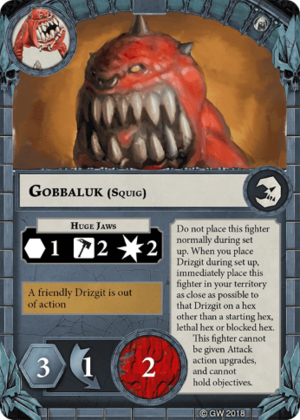 GOBBALUK (SQUIG)
HUGE JAWS
1 2 2
A friendly Drizgit is out
of action
Do not place this fighter
normally during set
up. When you place
Drizgit during set up,
immediately place this
fighter in your territory
as close as possible to
that Drizgit on a hex
other than a starting hex,
lethal hex or blocked hex.
This fighter cannot
be given Attack
action upgrades,
and cannot
hold objectives.
3 1 2
© GW 2018